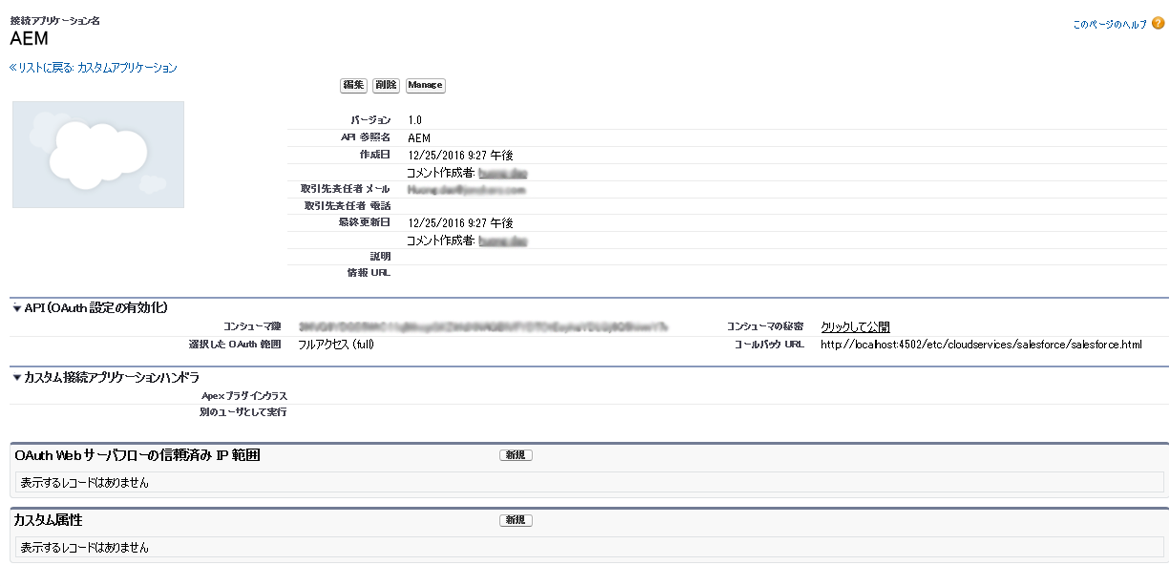 接続アプリケーション名
AEM
このページのヘルプ ?
«リストに戻る: カスタムアプリケーション
編集 削除 Manage
バージョン 1.0
API 参照名 AEM
作成日 12/25/2016 9:27 午後
コメント作成者:
取引先責任者 メール
取引先責任者 電話
最終更新日 12/25/2016 9:27 午後
コメント作成者:
説明
情報 URL
▼ API (OAuth 設定の有効化)
コンシューマ鍵 コンシューマの秘密 クリックして公開
選択した OAuth 範囲 フルアクセス (full) コールバック URL http://localhost:4502/etc/cloudservices/salesforce/salesforce.html
▼ カスタム接続アプリケーションハンドラ
Apex プラグインクラス
別のユーザとして実行
OAuth Web サーバフローの信頼済み IP 範囲 新規
表示するレコードはありません
カスタム属性 新規
表示するレコードはありません